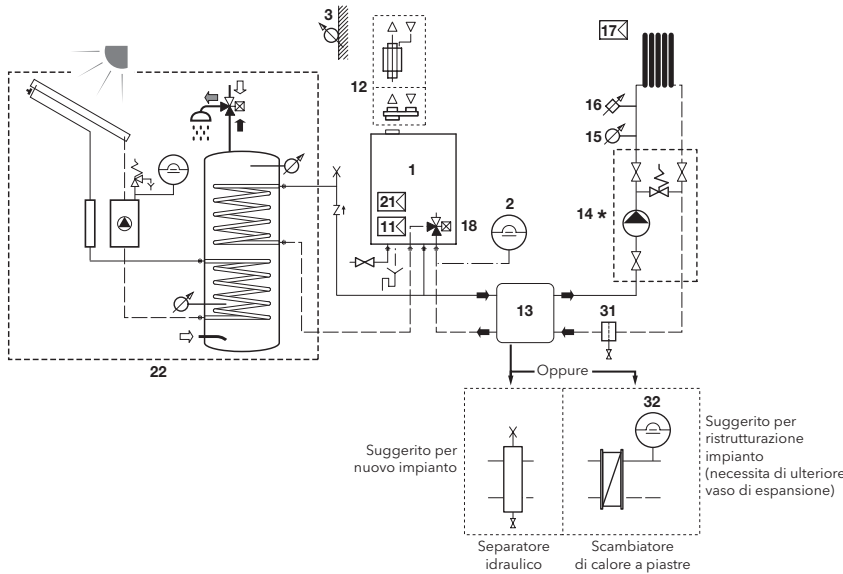 3
17
12
16
15
1
21
2
11
18
14 *
13
31
22
Oppure
32
Suggerito per
nuovo impianto
Suggerito per
ristrutturazione
impianto
(necessita di ulteriore
vaso di espansione)
Separatore
idraulico
Scambiatore
di calore a piastre